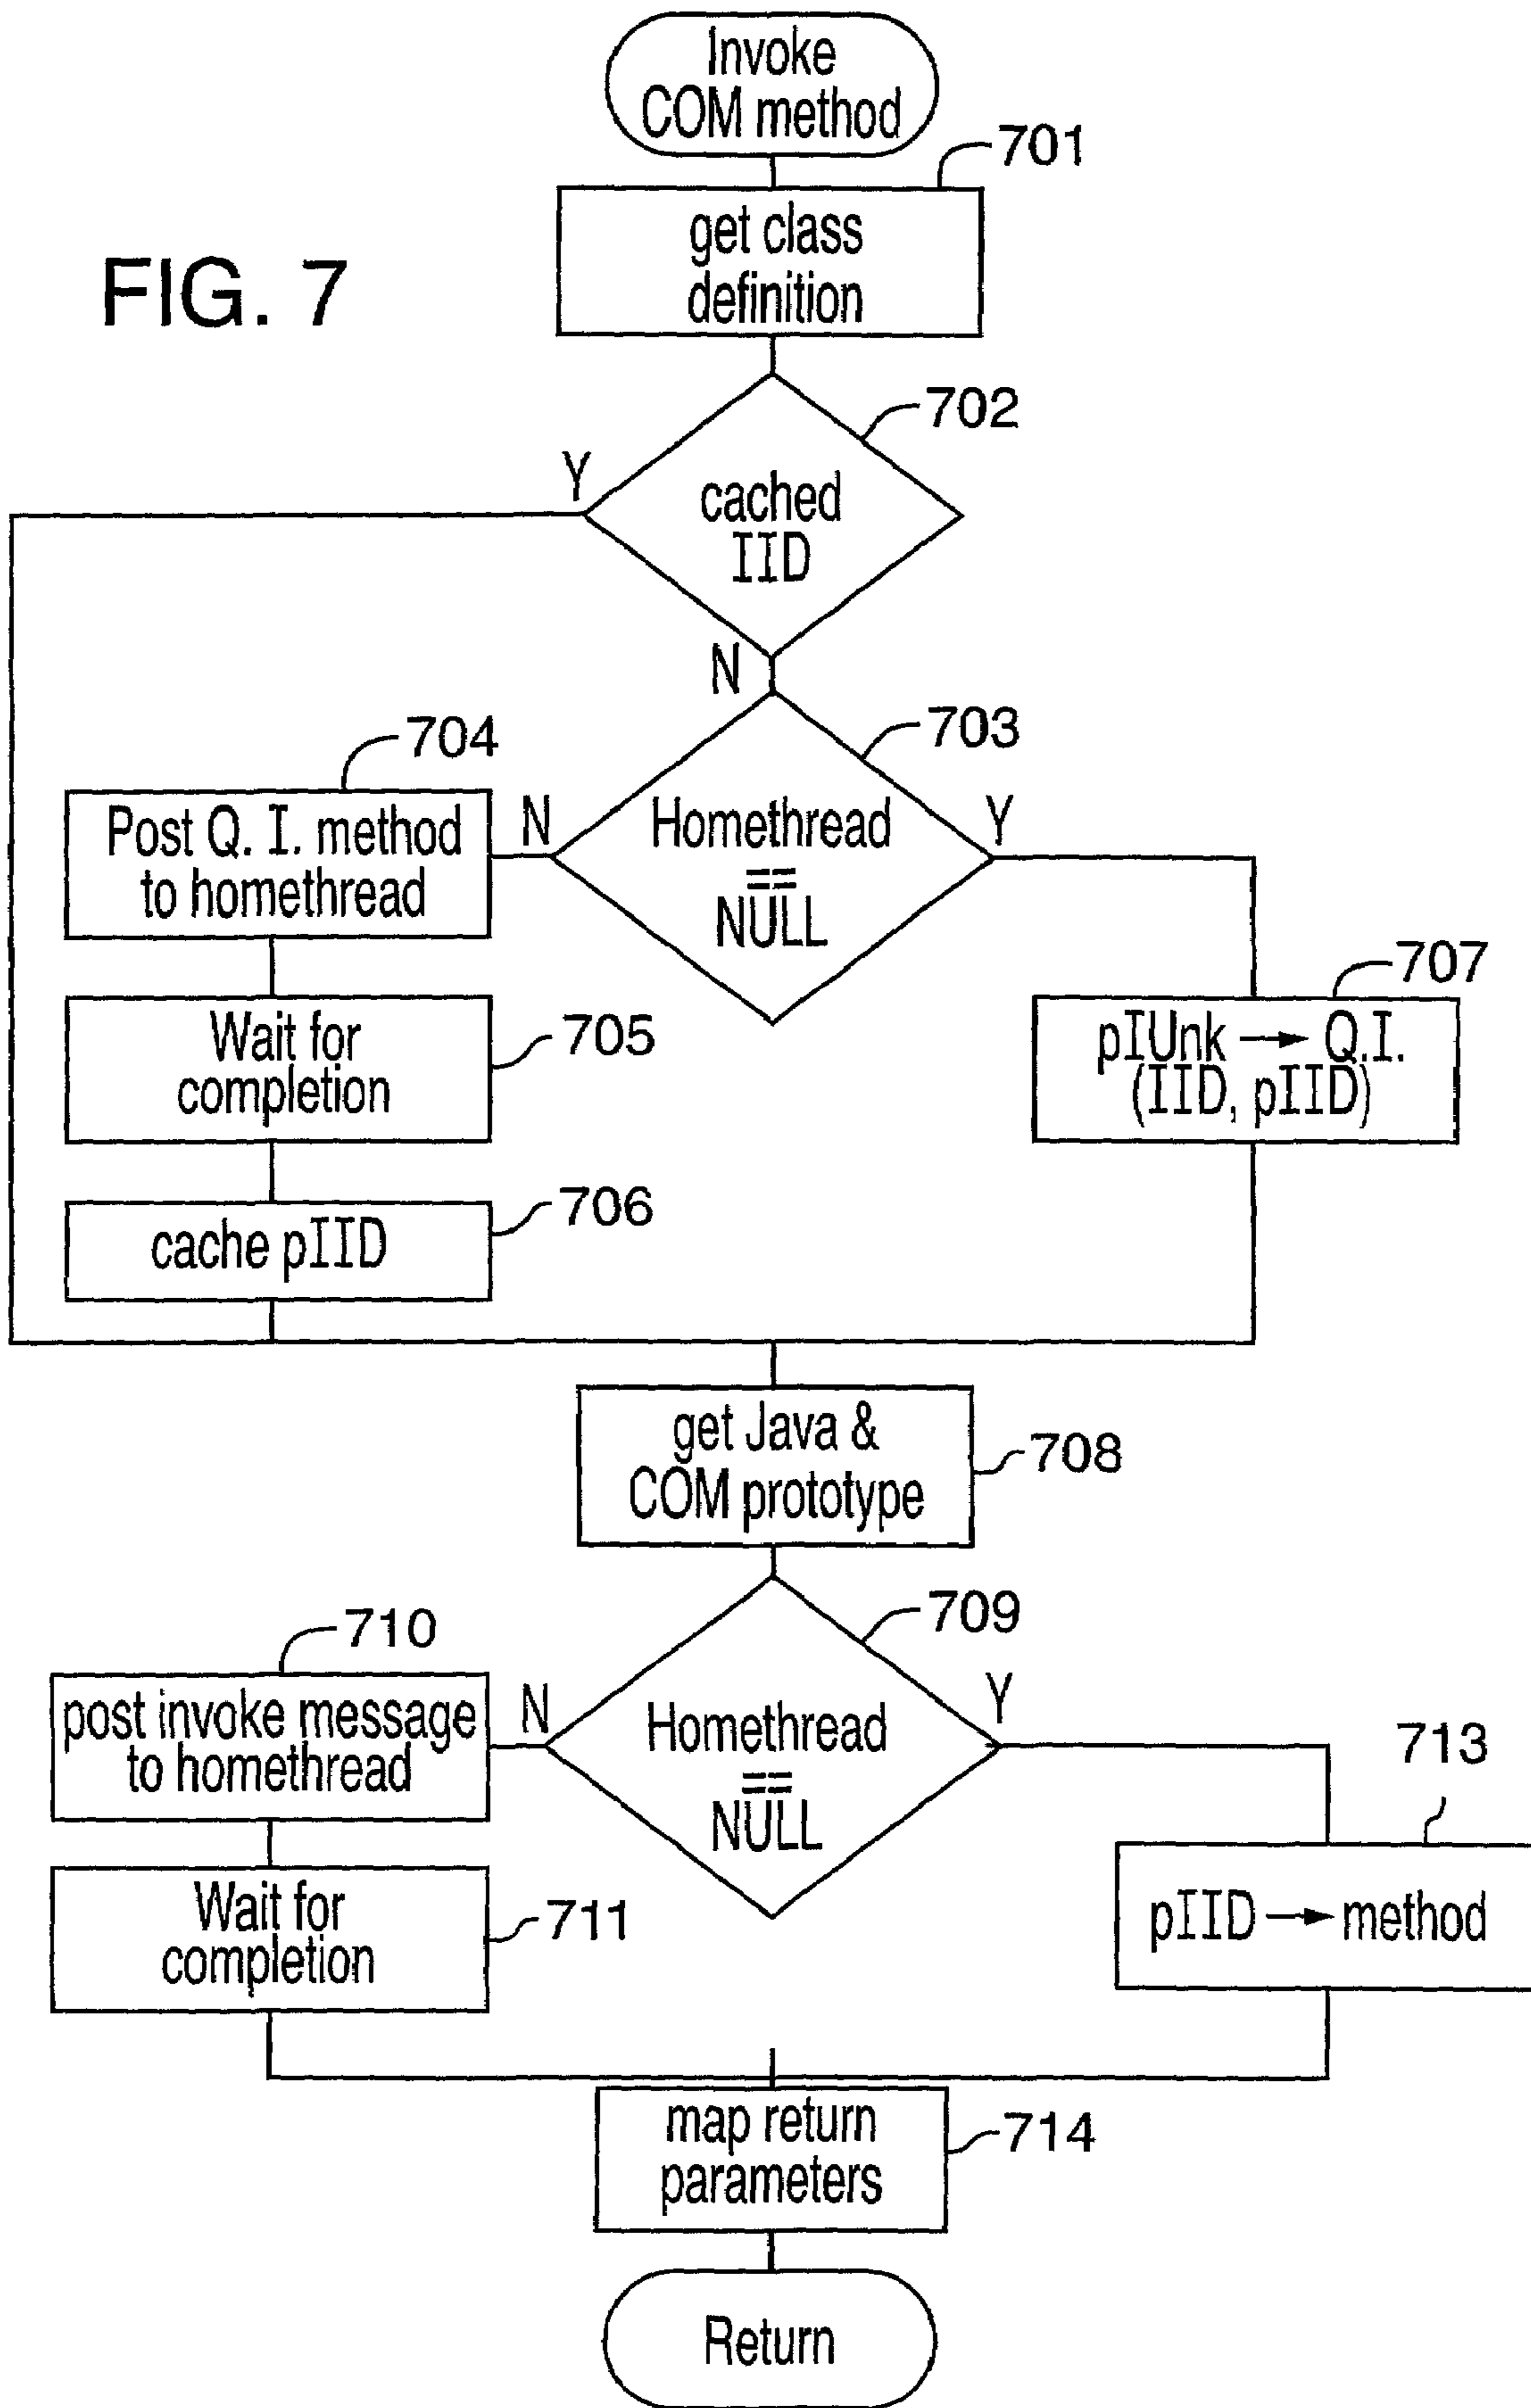 Invoke
COM method
701
get class
definition
FIG. 7
702
Y
cached
IID
N
703
704
Post Q. I. method
to homethread
N
Homethread
==
NULL
Y
707
pIUnk → Q.I.
(IID, pIID)
Wait for
completion
705
706
cache pIID
get Java &
COM prototype
708
709
710
post invoke message
to homethread
N
Homethread
==
NULL
Y
713
pIID → method
Wait for
completion
711
map return
parameters
714
Return